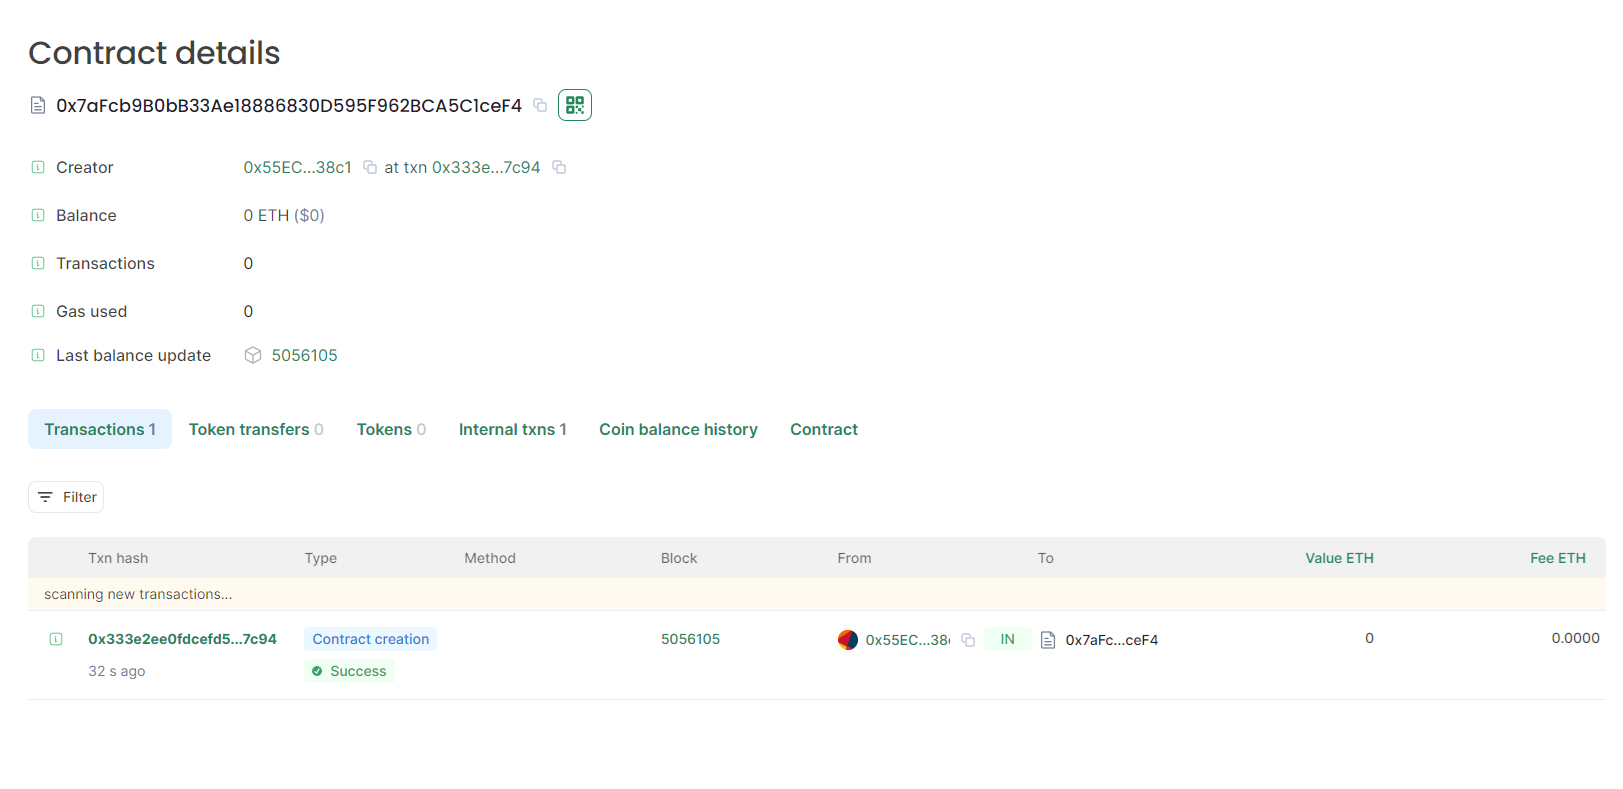 Contract details
0x7aFcb9B0bB33Ae18886830D595F962BCA5C1ceF4
Creator 0x55EC...38c1 at txn 0x333e...7c94
Balance 0 ETH ($0)
Transactions 0
Gas used 0
Last balance update 5056105
Transactions 1 Token transfers 0 Tokens 0 Internal txns 1 Coin balance history Contract
Filter
Txn hash Type Method Block From To Value ETH Fee ETH
scanning new transactions...
0x333e2ee0fdcefd5...7c94 Contract creation 5056105 0x55EC...38 IN 0x7aFc...ceF4 0 0.0000
32 s ago Success